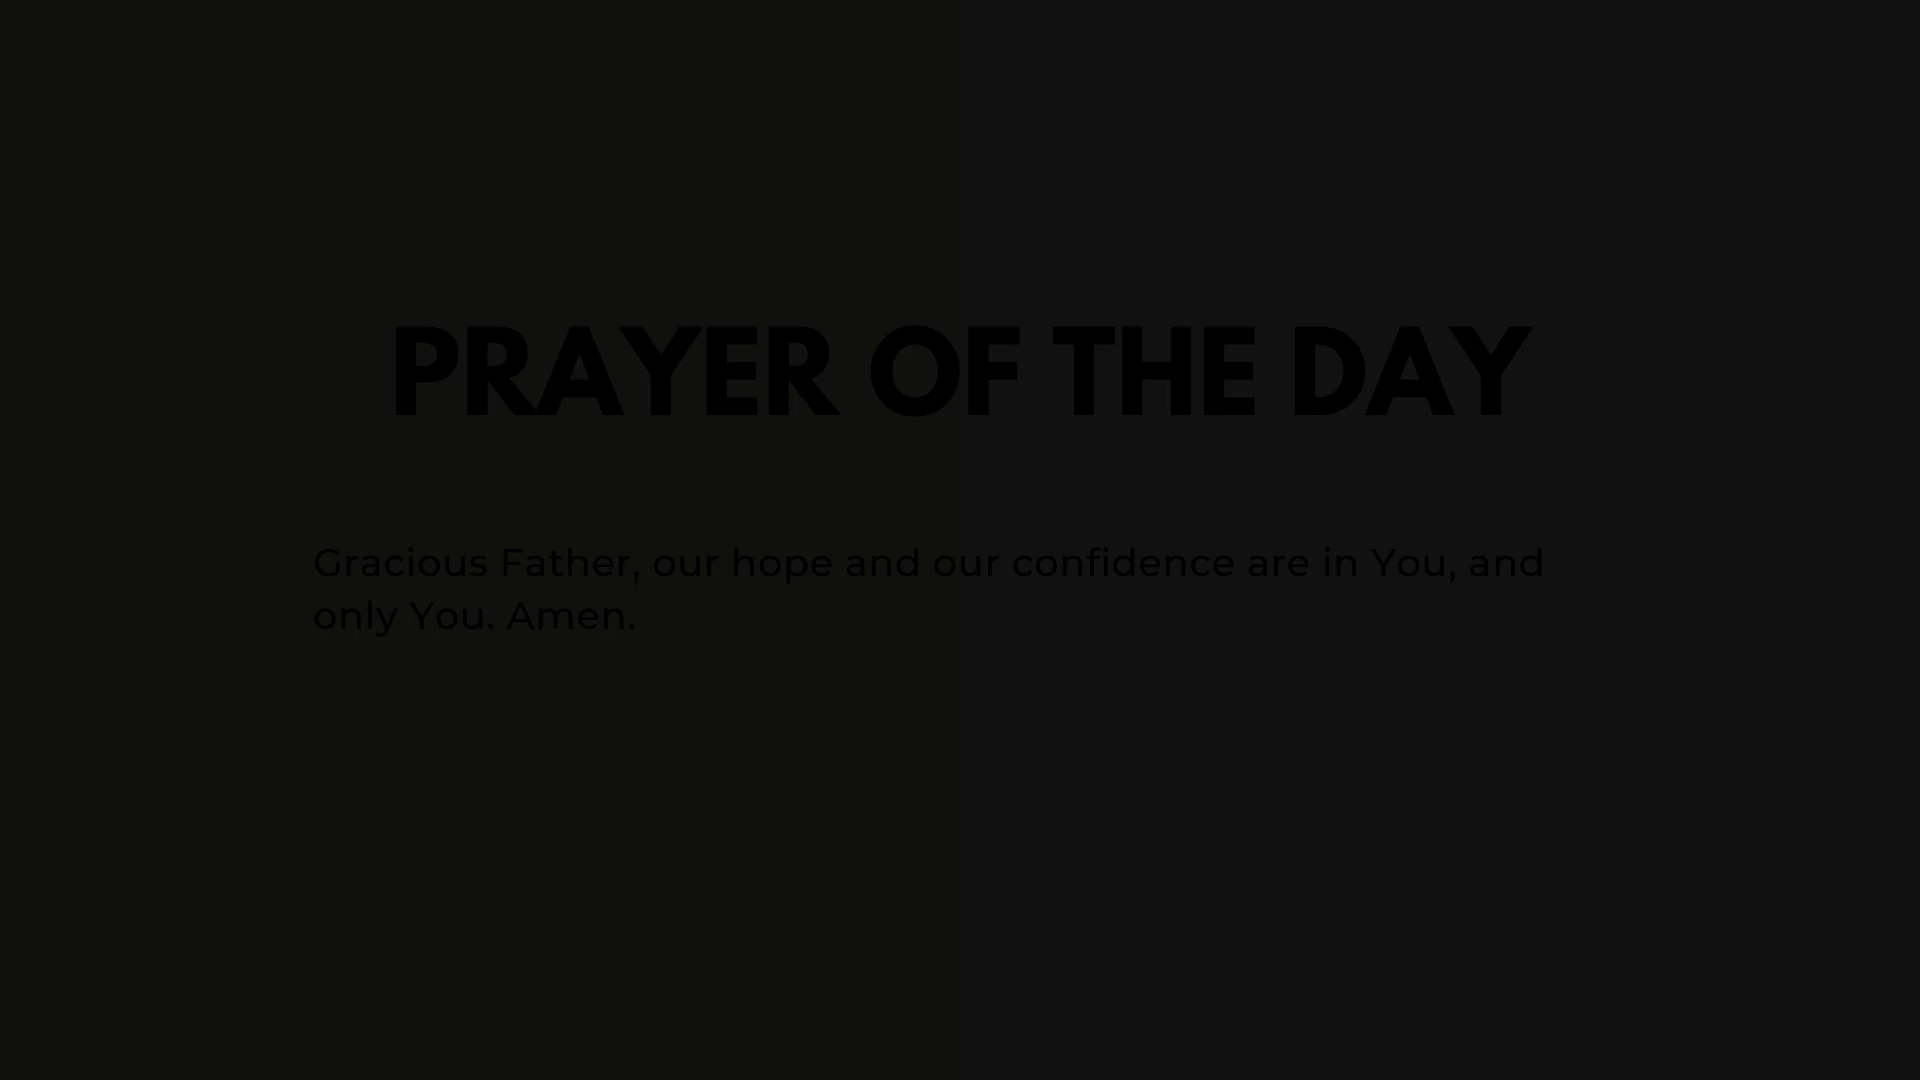 PRAYER OF THE DAY
Gracious Father, our hope and our confidence are in You, and
only You. Amen.